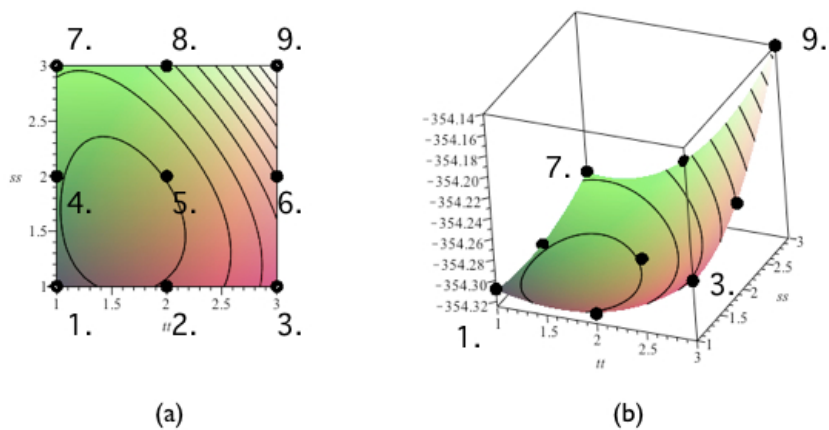 7. 8. 9.
3
2.5
ss 2
4. 5. 6.
1.5
1
1 1.5 2 2.5 3
1. tt 2. 3.
(a)
9.
-354.14
-354.16
-354.18
-354.20
-354.22
-354.24
-354.26
-354.28
-354.30
-354.32
7.
3.
1.
1 1.5 2 2.5 3
tt
1 1.5 2 2.5 3
ss
(b)